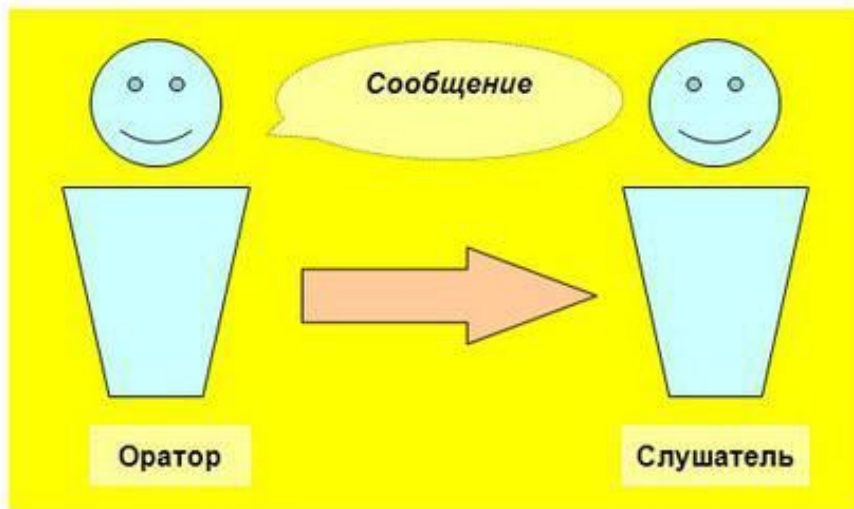 Сообщение
Оратор
Слушатель